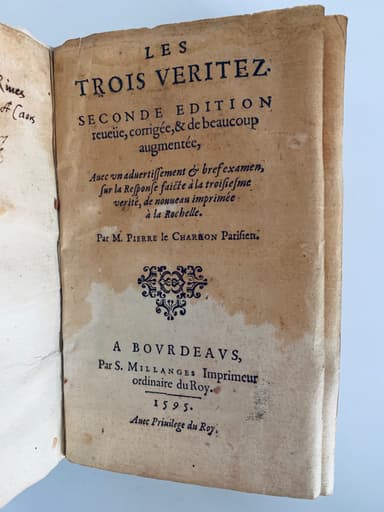 Rimes
LES
TROIS VERITEZ.
SECONDE EDITION
reueüe, corrigée, & de beaucoup
augmentée,
Auec vn aduertissement & bref examen,
sur la Response faicte à la troisiesme
verité, de nouueau imprimée
à la Rochelle.
Par M. PIERRE le CHARRON Parisien.
A BOVRDEAVS,
Par S. MILLANGES Imprimeur
ordinaire du Roy.
1595.
Auec Priuilege du Roy.